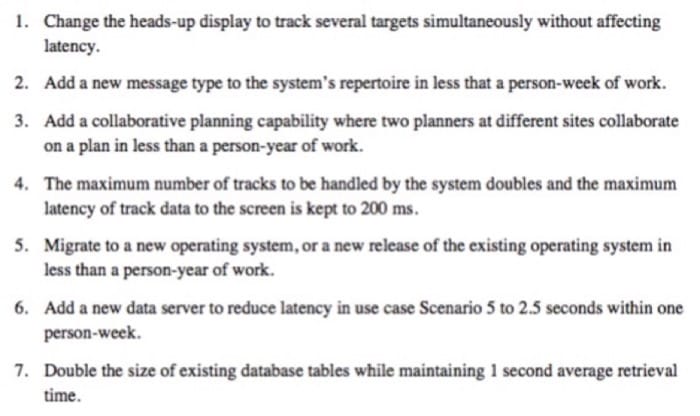 1. Change the heads-up display to track several targets simultaneously without affecting
latency.
2. Add a new message type to the system's repertoire in less that a person-week of work.
3. Add a collaborative planning capability where two planners at different sites collaborate
on a plan in less than a person-year of work.
4. The maximum number of tracks to be handled by the system doubles and the maximum
latency of track data to the screen is kept to 200 ms.
5. Migrate to a new operating system, or a new release of the existing operating system in
less than a person-year of work.
6. Add a new data server to reduce latency in use case Scenario 5 to 2.5 seconds within one
person-week.
7. Double the size of existing database tables while maintaining 1 second average retrieval
time.